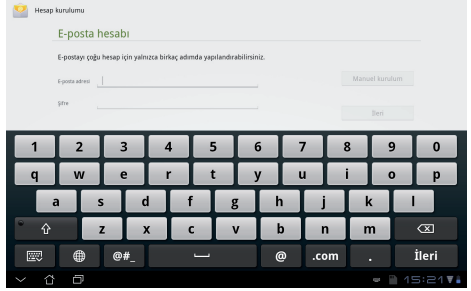 Hesap kurulumu
E-posta hesabı
E-postayı çoğu hesap için yalnızca birkaç adımda yapılandırabilirsiniz.
E-posta adresi
Manuel kurulum
Şifre
İleri
1 2 3 4 5 6 7 8 9 0
q w e r t y u i o p
a s d f g h j k l
z x c v b n m
@#_ @ .com . İleri
15:21